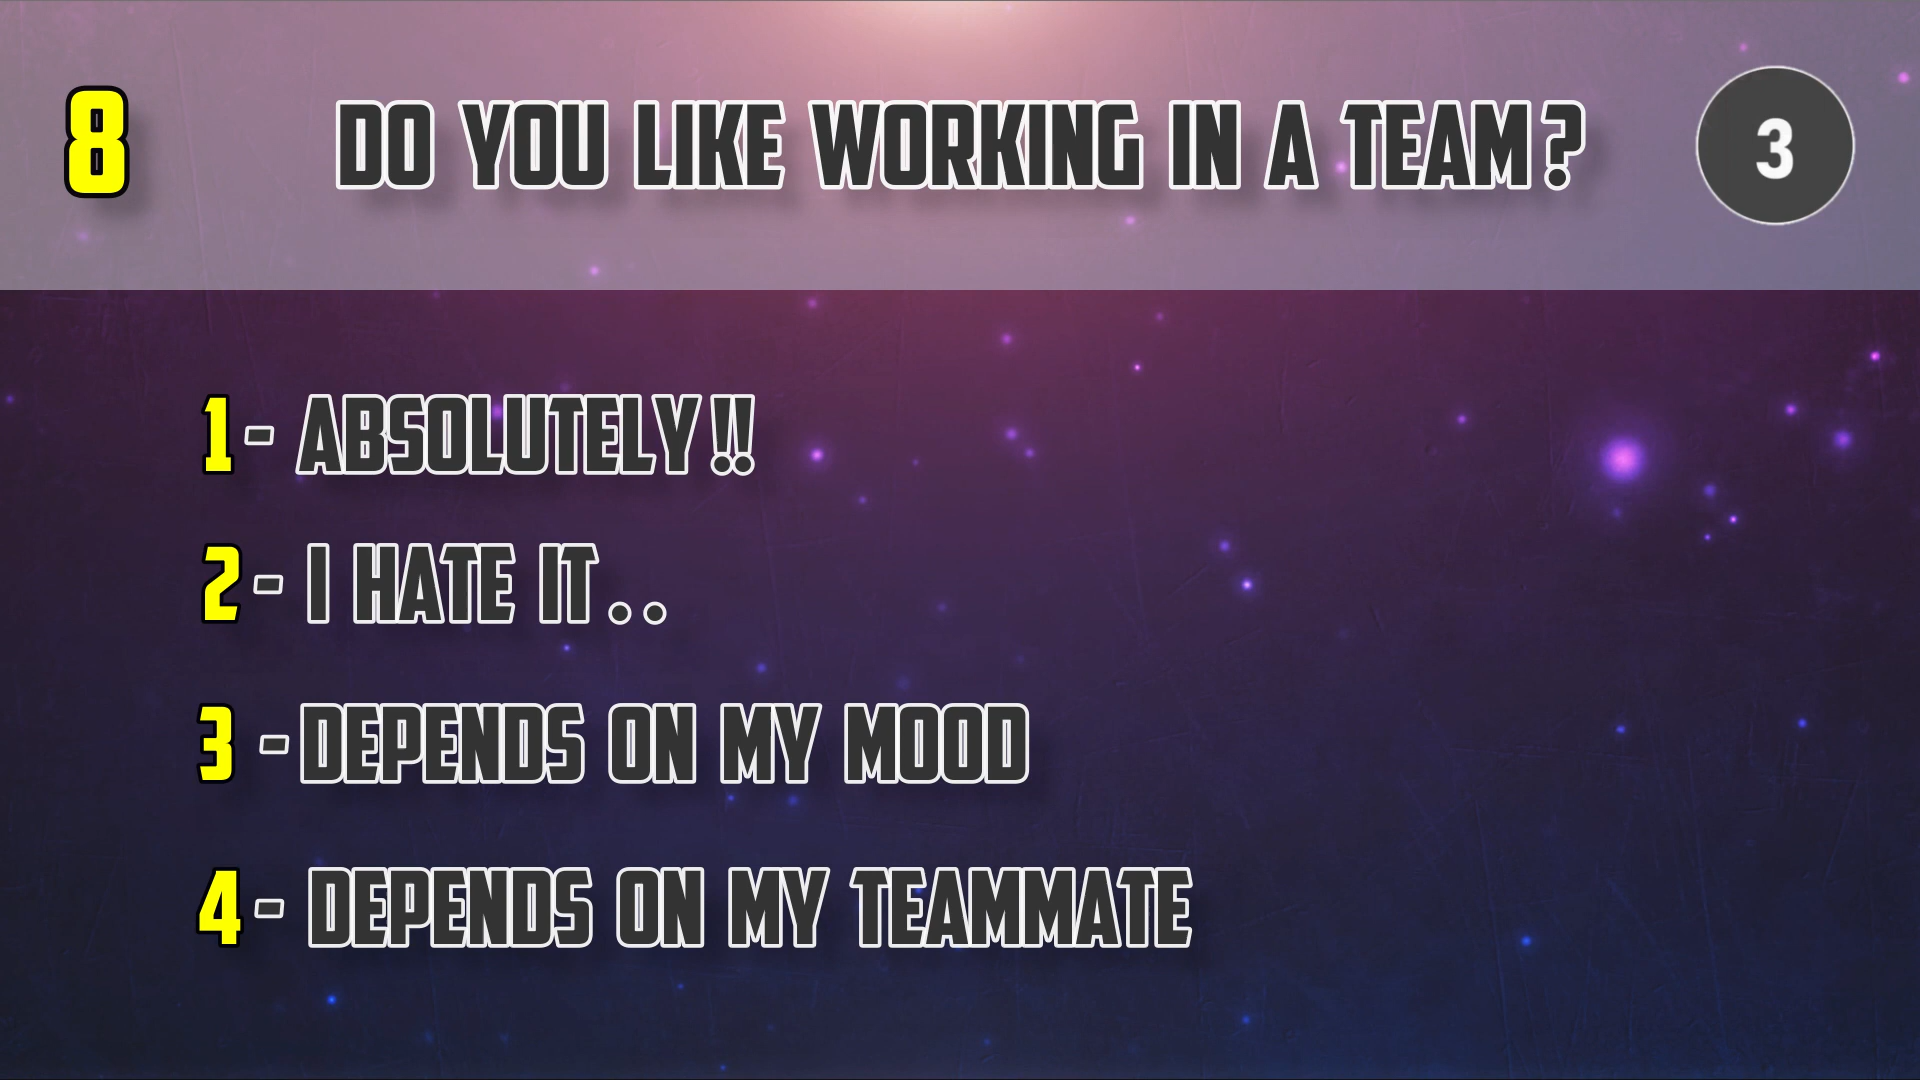 8
DO YOU LIKE WORKING IN A TEAM?
3
1- ABSOLUTELY!!
2- I HATE IT..
3 -DEPENDS ON MY MOOD
4- DEPENDS ON MY TEAMMATE